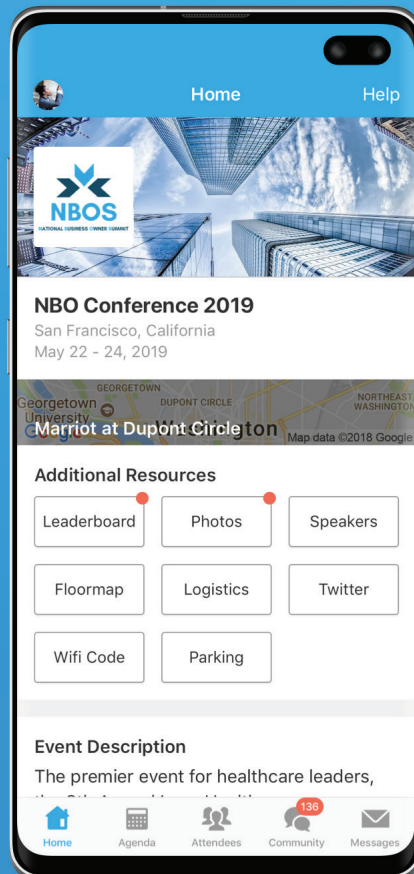 Home
Help
NBOS
NATIONAL BUSINESS OWNER SUMMIT
NBO Conference 2019
San Francisco, California
May 22 - 24, 2019
GEORGETOWN
Georgetown
University
DUPONT CIRCLE
NORTHEAST
WASHINGTON
Google
Washington
Marriot at Dupont Circle
Map data ©2018 Google
Additional Resources
Leaderboard
Photos
Speakers
Floormap
Logistics
Twitter
Wifi Code
Parking
Event Description
The premier event for healthcare leaders,
136
Home
Agenda
Attendees
Community
Messages